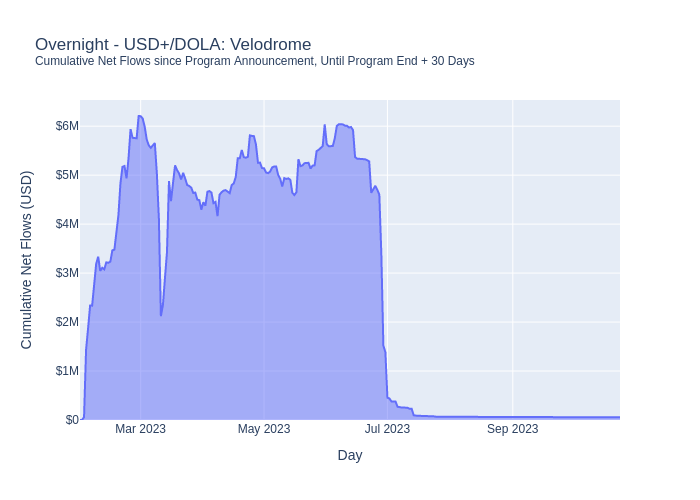 Overnight - USD+/DOLA: Velodrome
Cumulative Net Flows since Program Announcement, Until Program End + 30 Days
Cumulative Net Flows (USD)
$6M
$5M
$4M
$3M
$2M
$1M
$0
Mar 2023 May 2023 Jul 2023 Sep 2023
Day